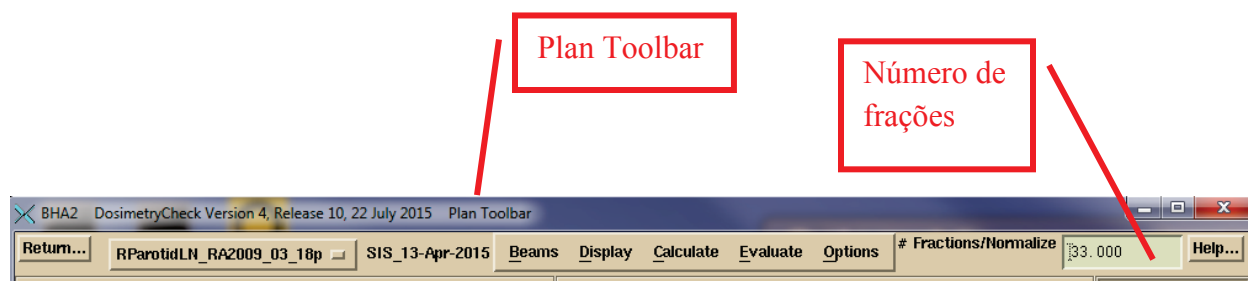 Plan Toolbar
Número de
frações
BHA2 DosimetryCheck Version 4, Release 10, 22 July 2015 Plan Toolbar
Return... RParotidLN_RA2009_03_18p SIS_13-Apr-2015 Beams Display Calculate Evaluate Options # Fractions/Normalize 33.000 Help...